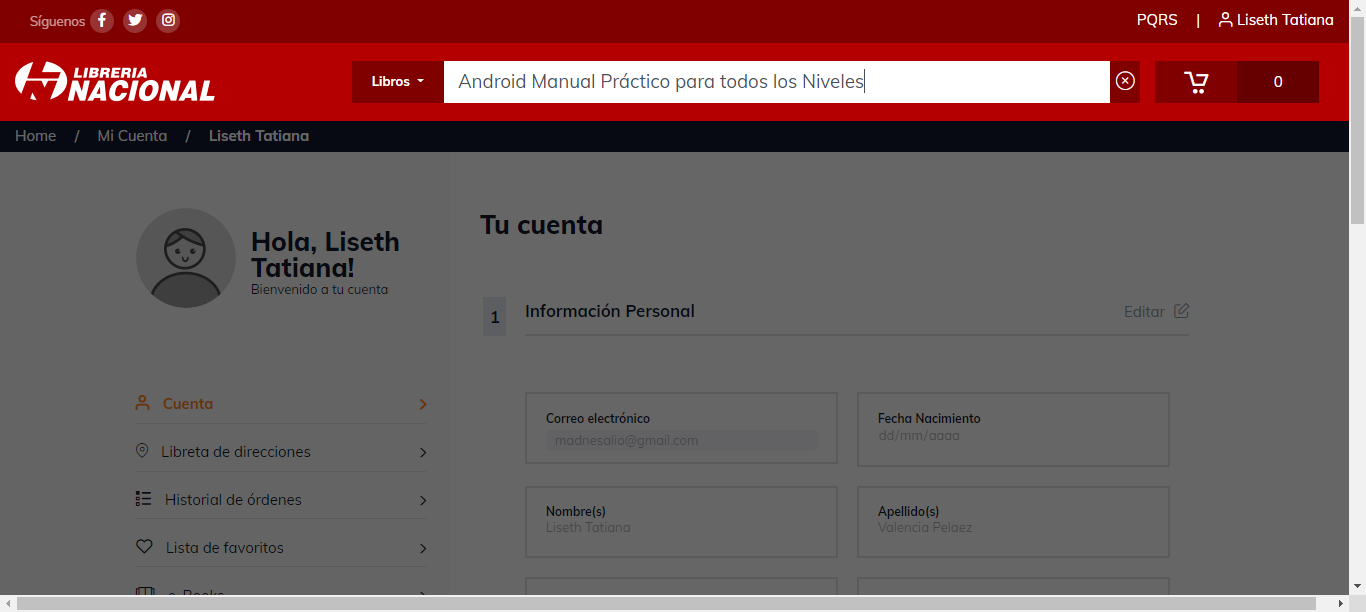 Síguenos
PQRS | Liseth Tatiana
LIBRERIA
NACIONAL
Libros
Android Manual Práctico para todos los Niveles
0
Home / Mi Cuenta / Liseth Tatiana
Hola, Liseth
Tatiana!
Bienvenido a tu cuenta
Cuenta
Libreta de direcciones
Historial de órdenes
Lista de favoritos
e-Books
Tu cuenta
1 Información Personal Editar
Correo electrónico
madnesalio@gmail.com
Fecha Nacimiento
dd/mm/aaaa
Nombre(s)
Liseth Tatiana
Apellido(s)
Valencia Pelaez